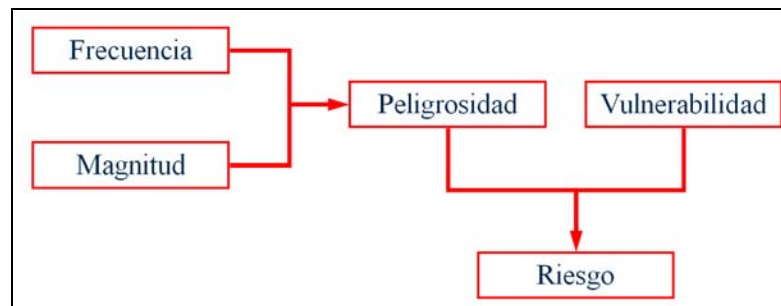 Frecuencia
Magnitud
Peligrosidad
Vulnerabilidad
Riesgo